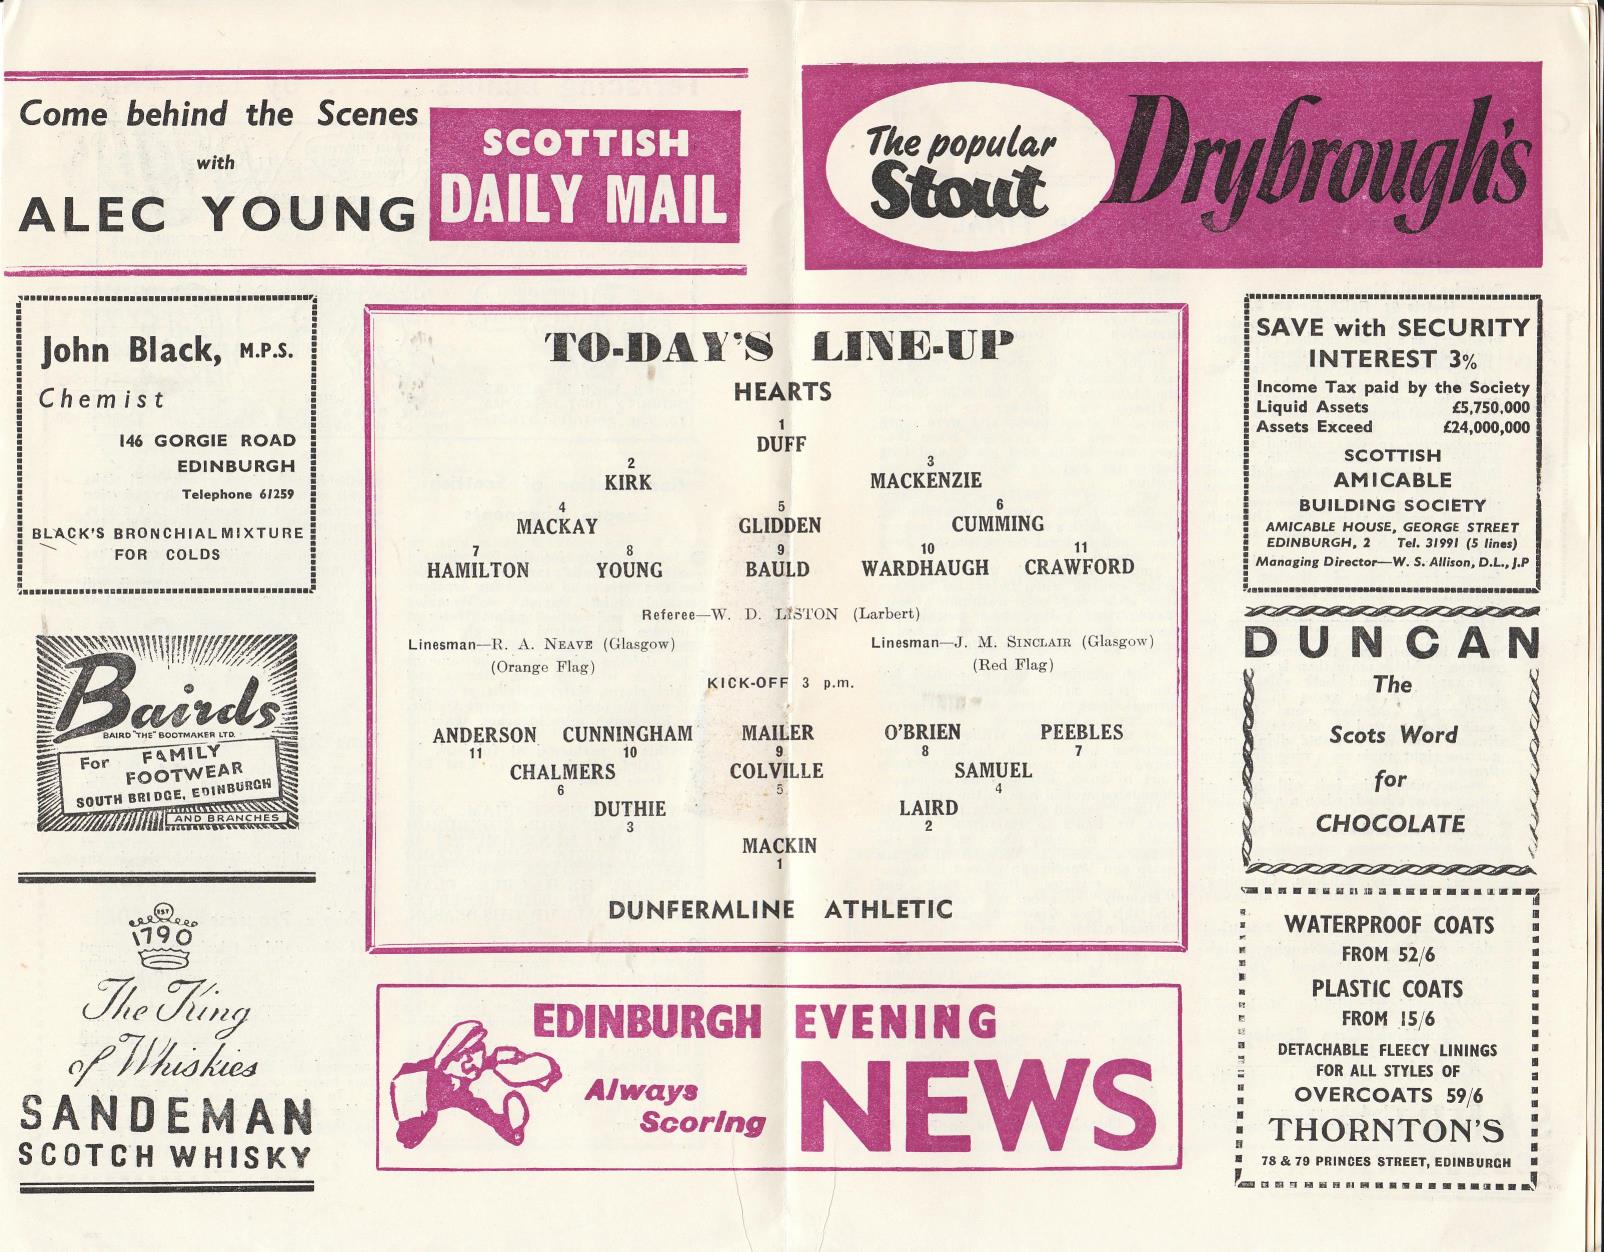 Come behind the Scenes
with
ALEC YOUNG
SCOTTISH
DAILY MAIL
The popular
Stout
Drybrough's
John Black, M.P.S.
Chemist
146 GORGIE ROAD
EDINBURGH
Telephone 61259
BLACK'S BRONCHIAL MIXTURE
FOR COLDS
Bairds
BAIRD "THE" BOOTMAKER LTD.
For FAMILY
FOOTWEAR
SOUTH BRIDGE, EDINBURGH
AND BRANCHES
EST
1790
The King
of Whiskies
SANDEMAN
SCOTCH WHISKY
TO-DAY'S LINE-UP
HEARTS
1
DUFF
2 3
KIRK MACKENZIE
4 5 6
MACKAY GLIDDEN CUMMING
7 8 9 10 11
HAMILTON YOUNG BAULD WARDHAUGH CRAWFORD
Referee—W. D. LISTON (Larbert)
Linesman—R. A. NEAVE (Glasgow) Linesman—J. M. SINCLAIR (Glasgow)
(Orange Flag) (Red Flag)
KICK-OFF 3 p.m.
ANDERSON CUNNINGHAM MAILER O'BRIEN PEEBLES
11 10 9 8 7
CHALMERS COLVILLE SAMUEL
6 5 4
DUTHIE LAIRD
3 2
MACKIN
1
DUNFERMLINE ATHLETIC
EDINBURGH EVENING
NEWS
Always
Scoring
SAVE with SECURITY
INTEREST 3%
Income Tax paid by the Society
Liquid Assets £5,750,000
Assets Exceed £24,000,000
SCOTTISH
AMICABLE
BUILDING SOCIETY
AMICABLE HOUSE, GEORGE STREET
EDINBURGH, 2 Tel. 31991 (5 lines)
Managing Director—W. S. Allison, D.L., J.P
DUNCAN
The
Scots Word
for
CHOCOLATE
WATERPROOF COATS
FROM 52/6
PLASTIC COATS
FROM 15/6
DETACHABLE FLEECY LININGS
FOR ALL STYLES OF
OVERCOATS 59/6
THORNTON'S
78 & 79 PRINCES STREET, EDINBURGH